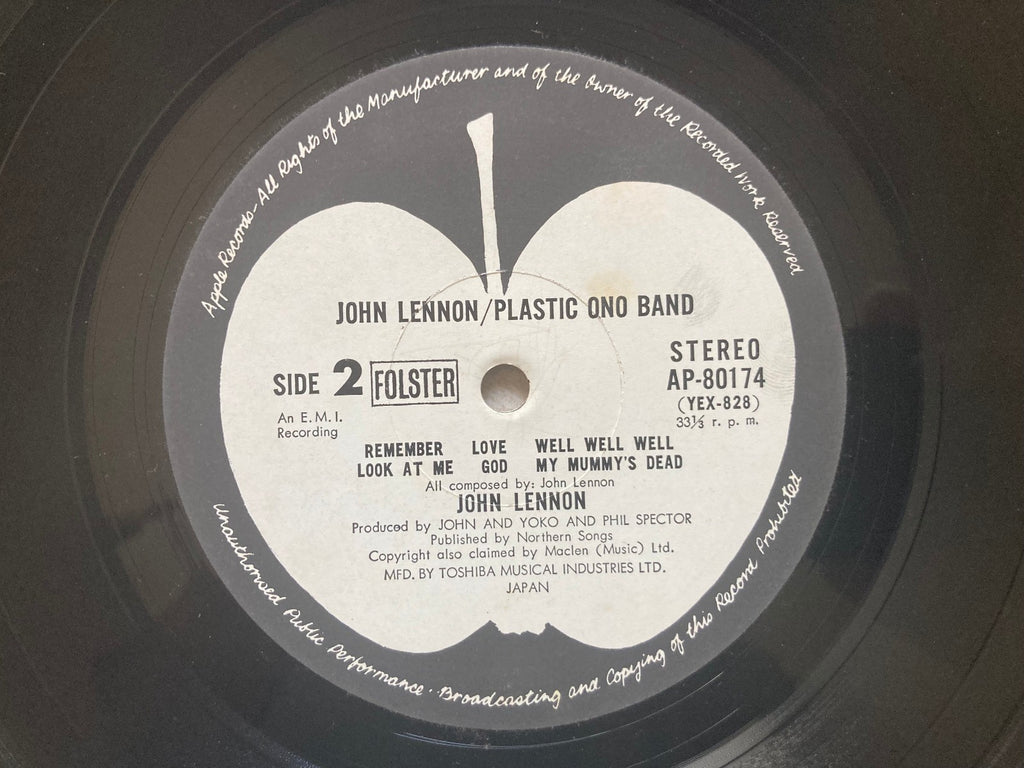 Apple Records - All Rights of the Manufacturer and of the Owner of the Recorded Work Reserved
JOHN LENNON/PLASTIC ONO BAND
SIDE 2 FOLSTER
An E.M.I.
Recording
STEREO
AP-80174
(YEX-828)
33⅓ r. p. m.
REMEMBER LOVE WELL WELL WELL
LOOK AT ME GOD MY MUMMY'S DEAD
All composed by: John Lennon
JOHN LENNON
Produced by JOHN AND YOKO AND PHIL SPECTOR
Published by Northern Songs
Copyright also claimed by Maclen (Music) Ltd.
MFD. BY TOSHIBA MUSICAL INDUSTRIES LTD.
JAPAN
Unauthorised Public Performance · Broadcasting and Copying of this Record Prohibited